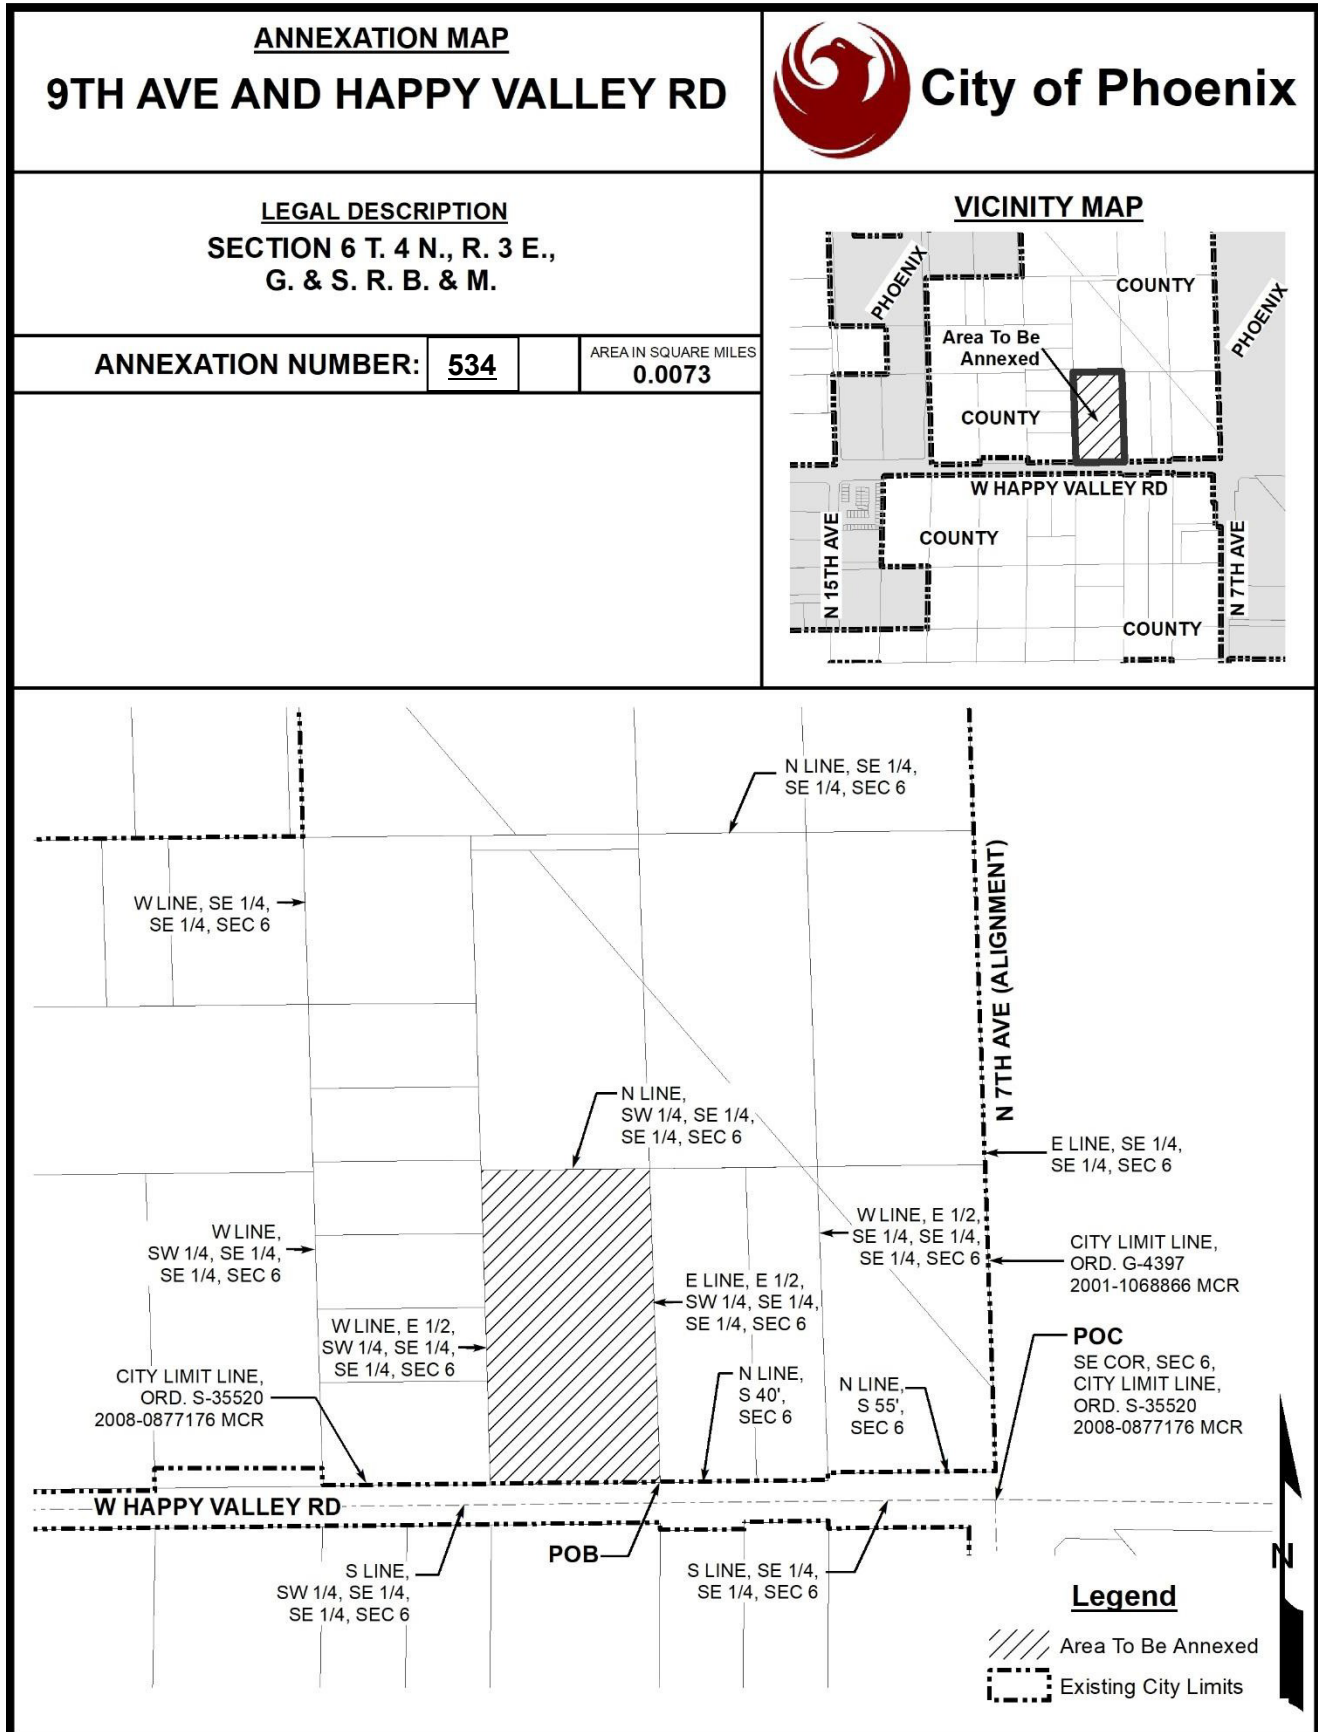 ANNEXATION MAP
9TH AVE AND HAPPY VALLEY RD
City of Phoenix
LEGAL DESCRIPTION
SECTION 6 T. 4 N., R. 3 E.,
G. & S. R. B. & M.
ANNEXATION NUMBER: 534
AREA IN SQUARE MILES
0.0073
VICINITY MAP
PHOENIX
COUNTY
PHOENIX
Area To Be
Annexed
COUNTY
W HAPPY VALLEY RD
N 15TH AVE
COUNTY
N 7TH AVE
COUNTY
N LINE, SE 1/4,
SE 1/4, SEC 6
W LINE, SE 1/4,
SE 1/4, SEC 6
N 7TH AVE (ALIGNMENT)
N LINE,
SW 1/4, SE 1/4,
SE 1/4, SEC 6
E LINE, SE 1/4,
SE 1/4, SEC 6
W LINE,
SW 1/4, SE 1/4,
SE 1/4, SEC 6
W LINE, E 1/2,
SE 1/4, SE 1/4,
SE 1/4, SEC 6
CITY LIMIT LINE,
ORD. G-4397
2001-1068866 MCR
E LINE, E 1/2,
SW 1/4, SE 1/4,
SE 1/4, SEC 6
W LINE, E 1/2,
SW 1/4, SE 1/4,
SE 1/4, SEC 6
POC
SE COR, SEC 6,
CITY LIMIT LINE,
ORD. S-35520
2008-0877176 MCR
CITY LIMIT LINE,
ORD. S-35520
2008-0877176 MCR
N LINE,
S 40',
SEC 6
N LINE,
S 55',
SEC 6
W HAPPY VALLEY RD
POB
S LINE,
SW 1/4, SE 1/4,
SE 1/4, SEC 6
S LINE, SE 1/4,
SE 1/4, SEC 6
N
Legend
Area To Be Annexed
Existing City Limits